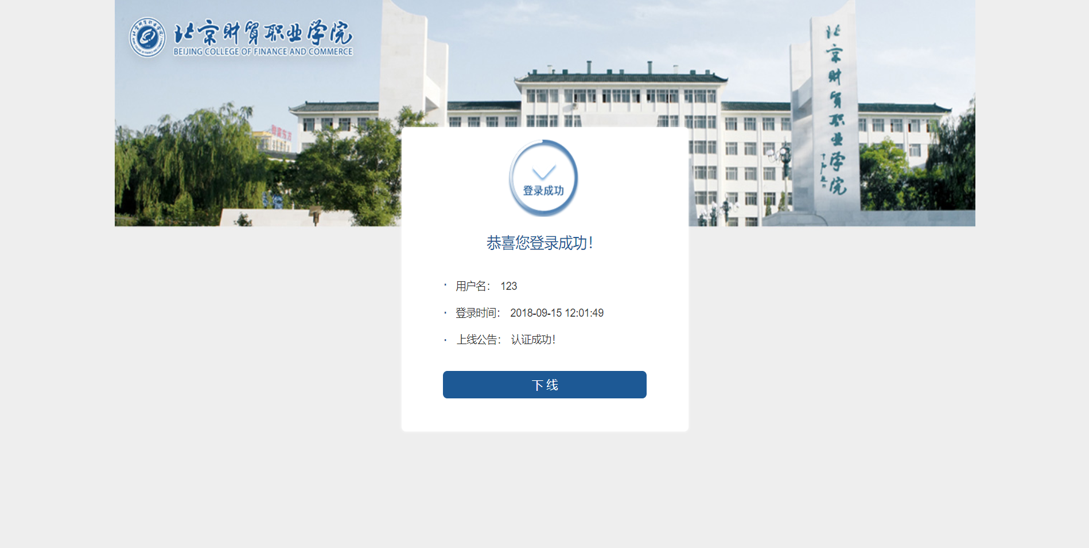 北京财贸职业学院
BEIJING COLLEGE OF FINANCE AND COMMERCE
北京财贸职业学院
登录成功
恭喜您登录成功！
· 用户名： 123
· 登录时间： 2018-09-15 12:01:49
· 上线公告： 认证成功！
下 线